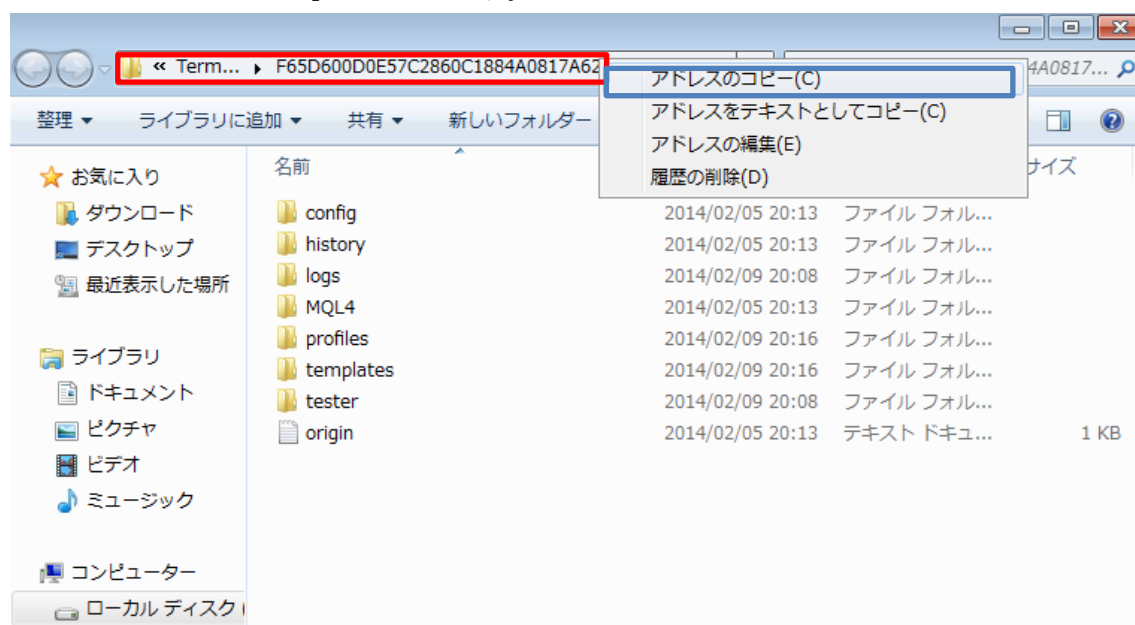 « Term... ▸ F65D600D0E57C2860C1884A0817A62
4A0817...
アドレスのコピー(C)
アドレスをテキストとしてコピー(C)
アドレスの編集(E)
履歴の削除(D)
整理 ▼ ライブラリに追加 ▼ 共有 ▼ 新しいフォルダー
名前 サイズ
お気に入り
ダウンロード
デスクトップ
最近表示した場所
ライブラリ
ドキュメント
ピクチャ
ビデオ
ミュージック
コンピューター
ローカル ディスク (
config 2014/02/05 20:13 ファイル フォル...
history 2014/02/05 20:13 ファイル フォル...
logs 2014/02/09 20:08 ファイル フォル...
MQL4 2014/02/05 20:13 ファイル フォル...
profiles 2014/02/09 20:16 ファイル フォル...
templates 2014/02/09 20:16 ファイル フォル...
tester 2014/02/09 20:08 ファイル フォル...
origin 2014/02/05 20:13 テキスト ドキュ... 1 KB